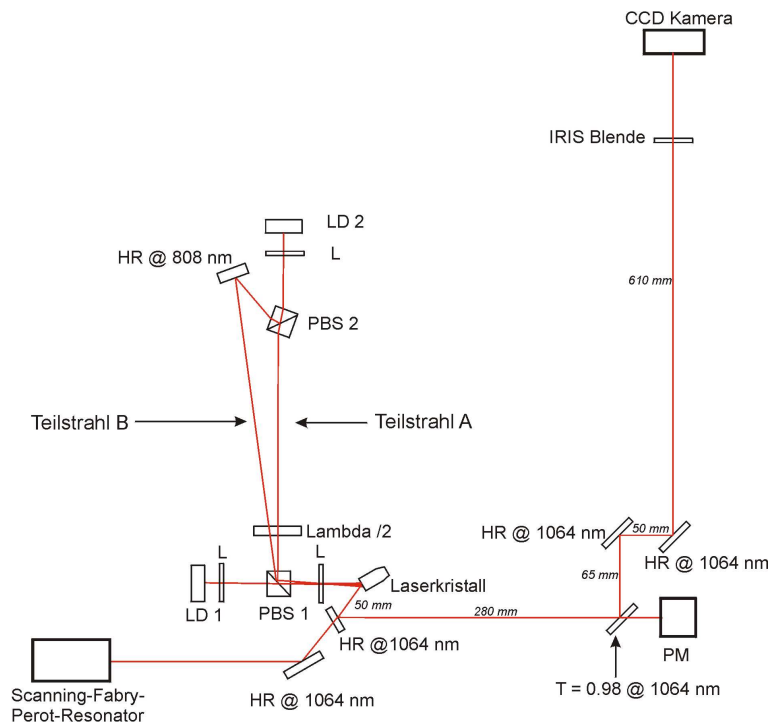 CCD Kamera
IRIS Blende
LD 2
L
HR @ 808 nm
PBS 2
610 mm
Teilstrahl B
Teilstrahl A
Lambda /2
HR @ 1064 nm
50 mm
HR @ 1064 nm
L
L
Laserkristall
65 mm
LD 1
PBS 1
50 mm
280 mm
HR @1064 nm
PM
Scanning-Fabry-
Perot-Resonator
HR @ 1064 nm
T = 0.98 @ 1064 nm